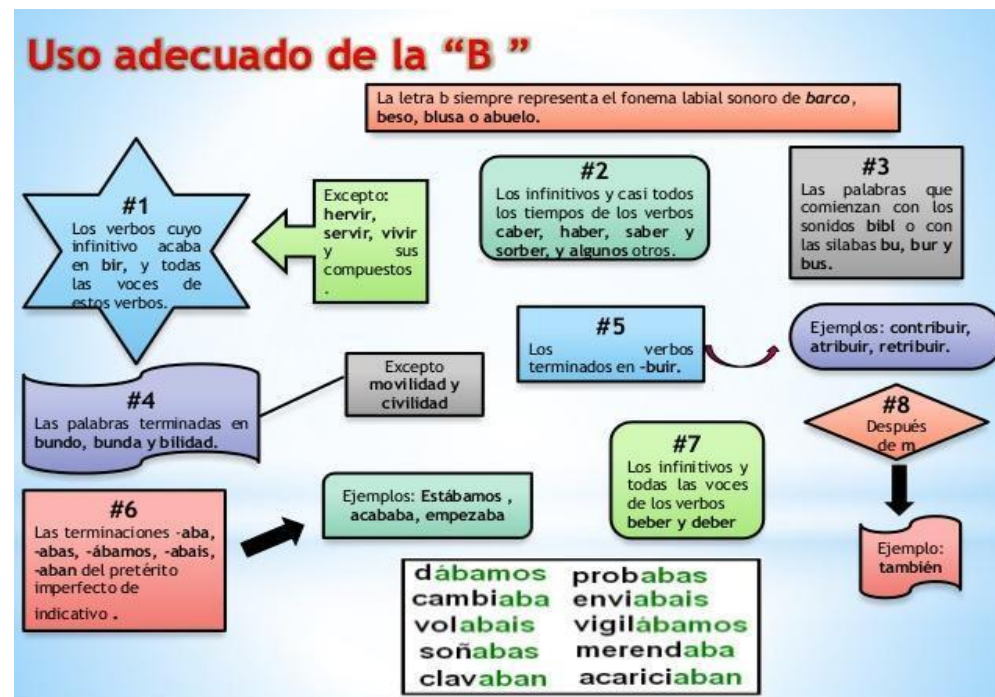 Uso adecuado de la “B ”
La letra b siempre representa el fonema labial sonoro de barco,
beso, blusa o abuelo.
#1
Los verbos cuyo
infinitivo acaba
en bir, y todas
las voces de
estos verbos.
Excepto:
hervir,
servir, vivir
y sus
compuestos
.
#2
Los infinitivos y casi todos
los tiempos de los verbos
caber, haber, saber y
sorber, y algunos otros.
#3
Las palabras que
comienzan con los
sonidos bibl o con
las silabas bu, bur y
bus.
#4
Las palabras terminadas en
bundo, bunda y bilidad.
Excepto
movilidad y
civilidad
#5
Los verbos
terminados en -buir.
Ejemplos: contribuir,
atribuir, retribuir.
#6
Las terminaciones -aba,
-abas, -ábamos, -abais,
-aban del pretérito
imperfecto de
indicativo .
Ejemplos: Estábamos ,
acababa, empezaba
#7
Los infinitivos y
todas las voces
de los verbos
beber y deber
#8
Después
de m
Ejemplo:
también
dábamos probabas
cambiaba enviabais
volabais vigilábamos
soñabas merendaba
clavaban acariciaban